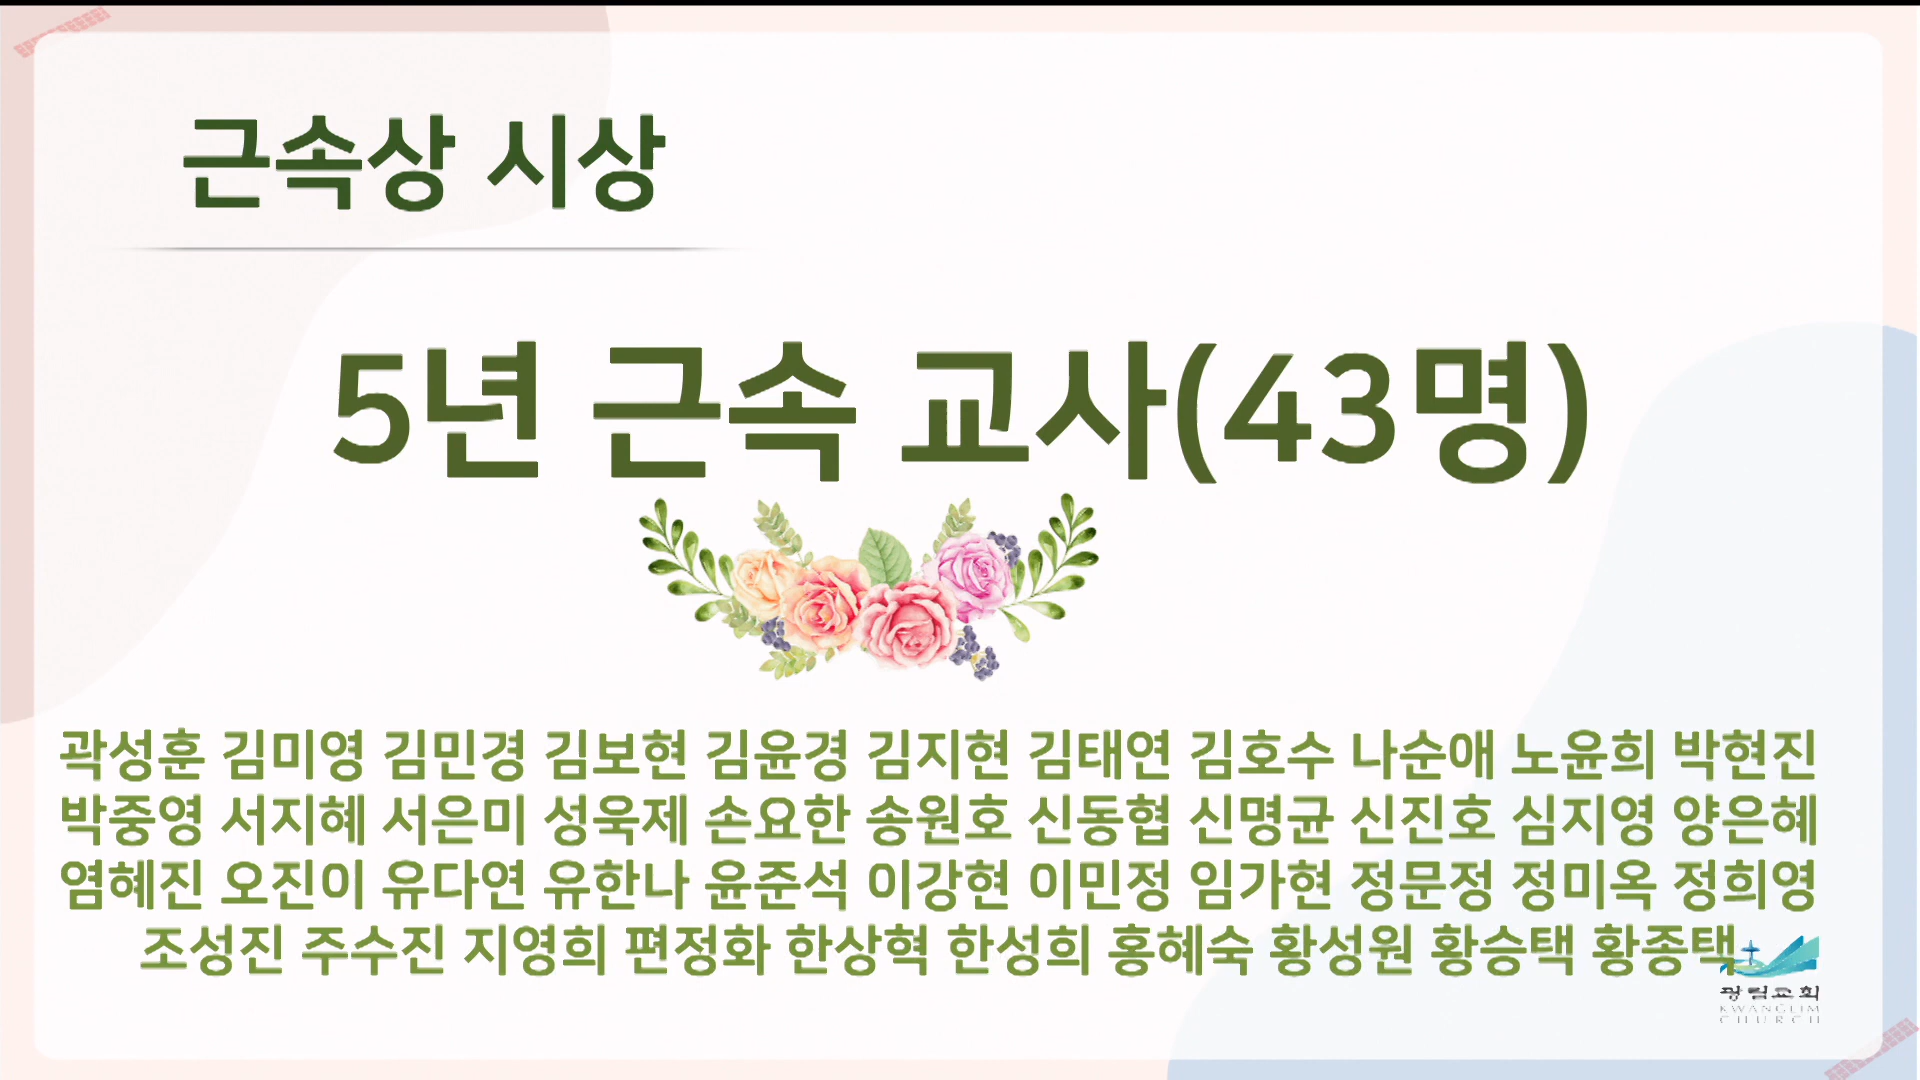 근속상 시상
5년 근속 교사(43명)
곽성훈 김미영 김민경 김보현 김윤경 김지현 김태연 김호수 나순애 노윤희 박현진
박중영 서지혜 서은미 성욱제 손요한 송원호 신동협 신명균 신진호 심지영 양은혜
염혜진 오진이 유다연 유한나 윤준석 이강현 이민정 임가현 정문정 정미옥 정희영
조성진 주수진 지영희 편정화 한상혁 한성희 홍혜숙 황성원 황승택 황종택
광림교회
KWANGLIM
CHURCH